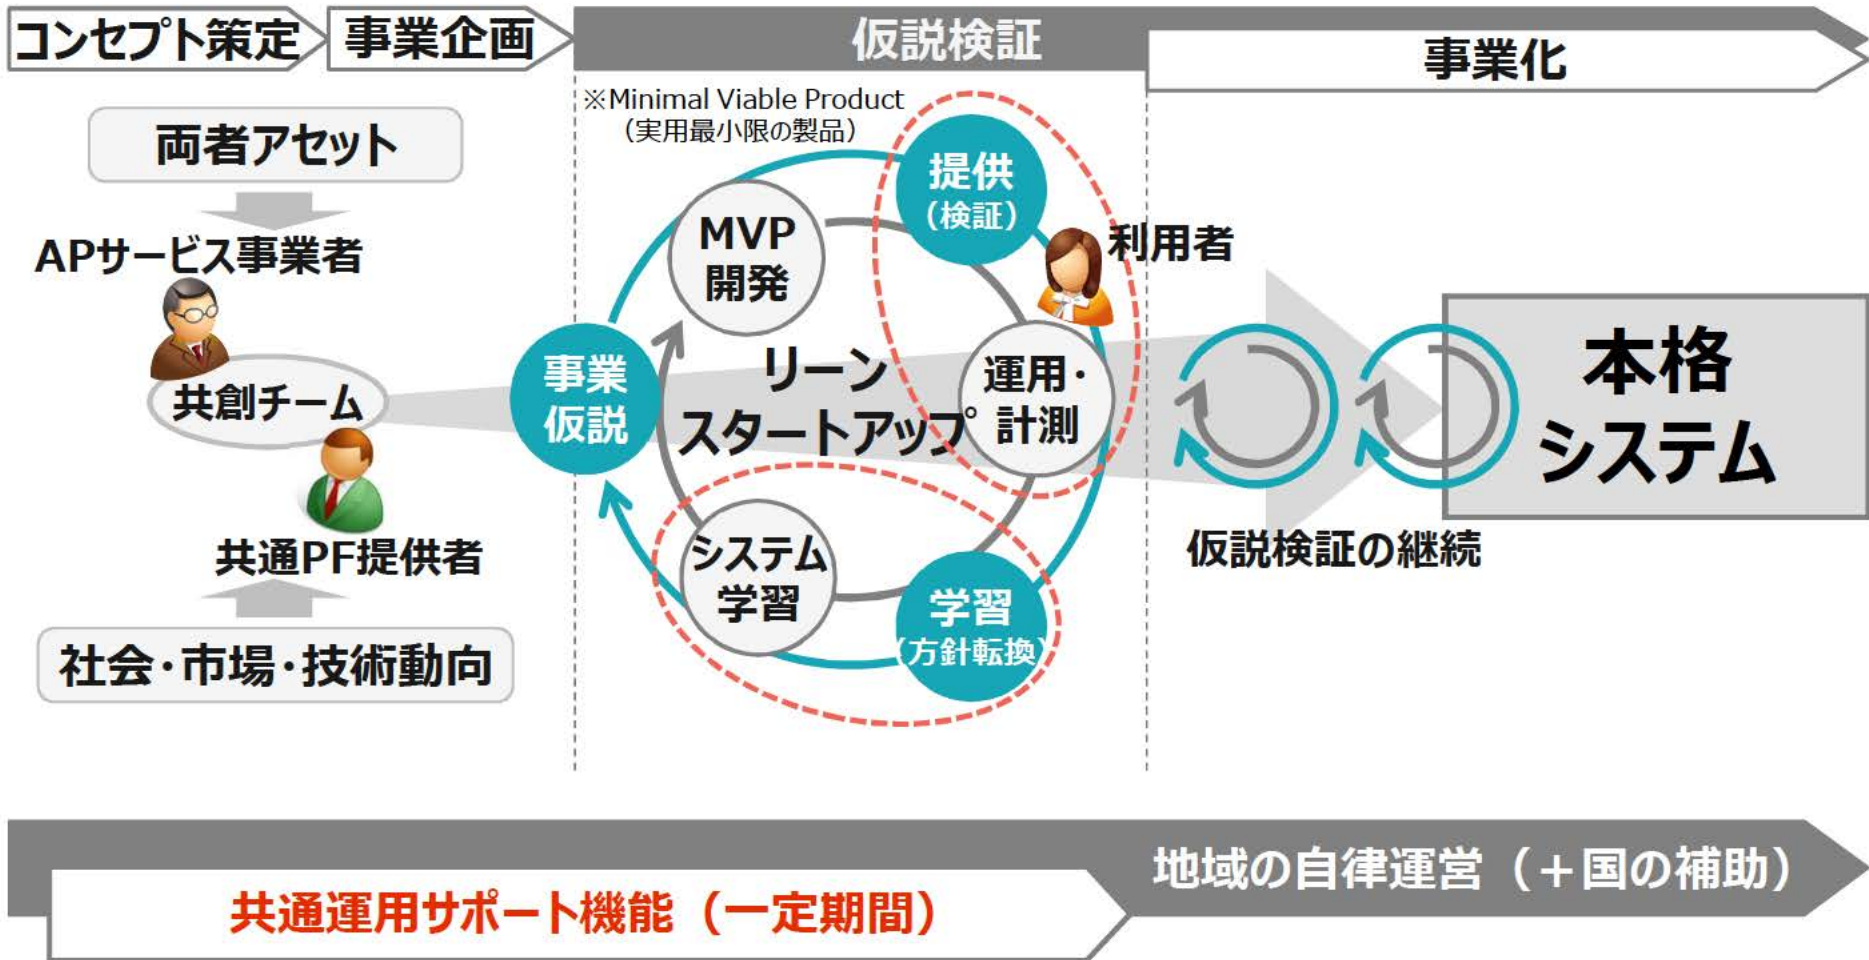 コンセプト策定
事業企画
仮説検証
事業化
両者アセット
APサービス事業者
共創チーム
共通PF提供者
社会・市場・技術動向
※Minimal Viable Product
（実用最小限の製品）
MVP
開発
提供
（検証）
利用者
事業
仮説
リーン
スタートアップ
運用・
計測
システム
学習
学習
（方針転換）
仮説検証の継続
本格
システム
地域の自律運営（＋国の補助）
共通運用サポート機能（一定期間）